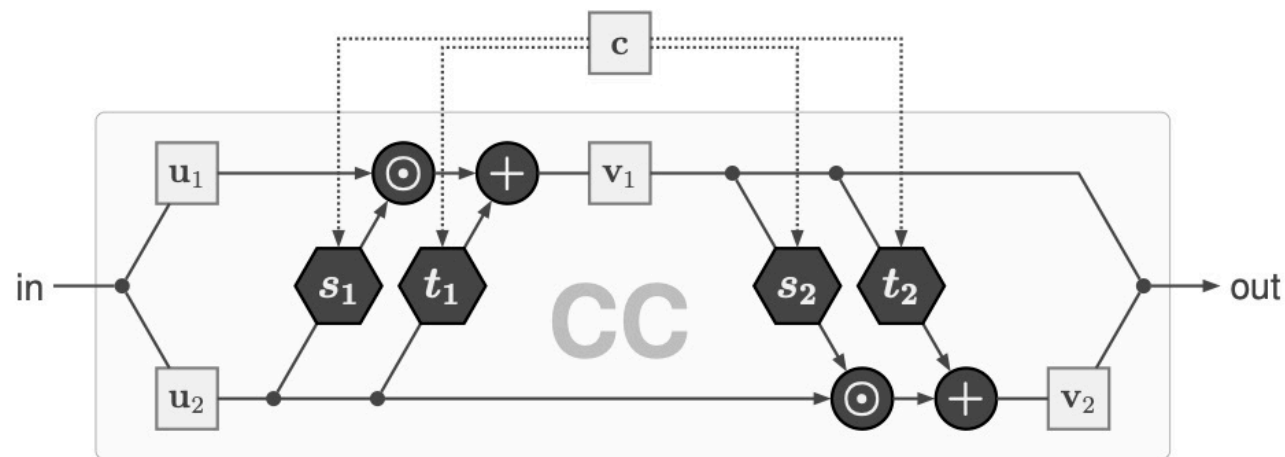 c
u₁ ⊙ + v₁
in s₁ t₁ CC s₂ t₂ out
u₂ ⊙ + v₂